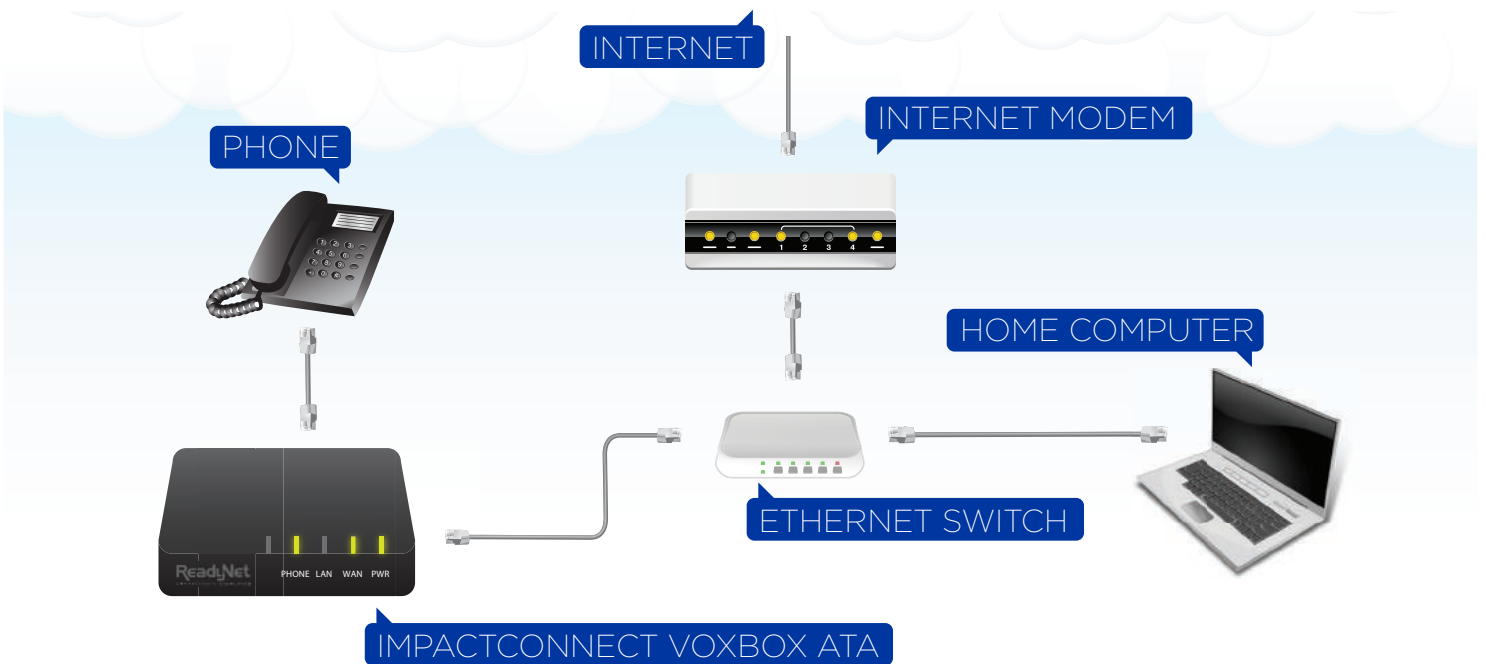 INTERNET
INTERNET MODEM
PHONE
1 2 3 4
HOME COMPUTER
ETHERNET SWITCH
ReadyNet
PHONE LAN WAN PWR
IMPACTCONNECT VOXBOX ATA